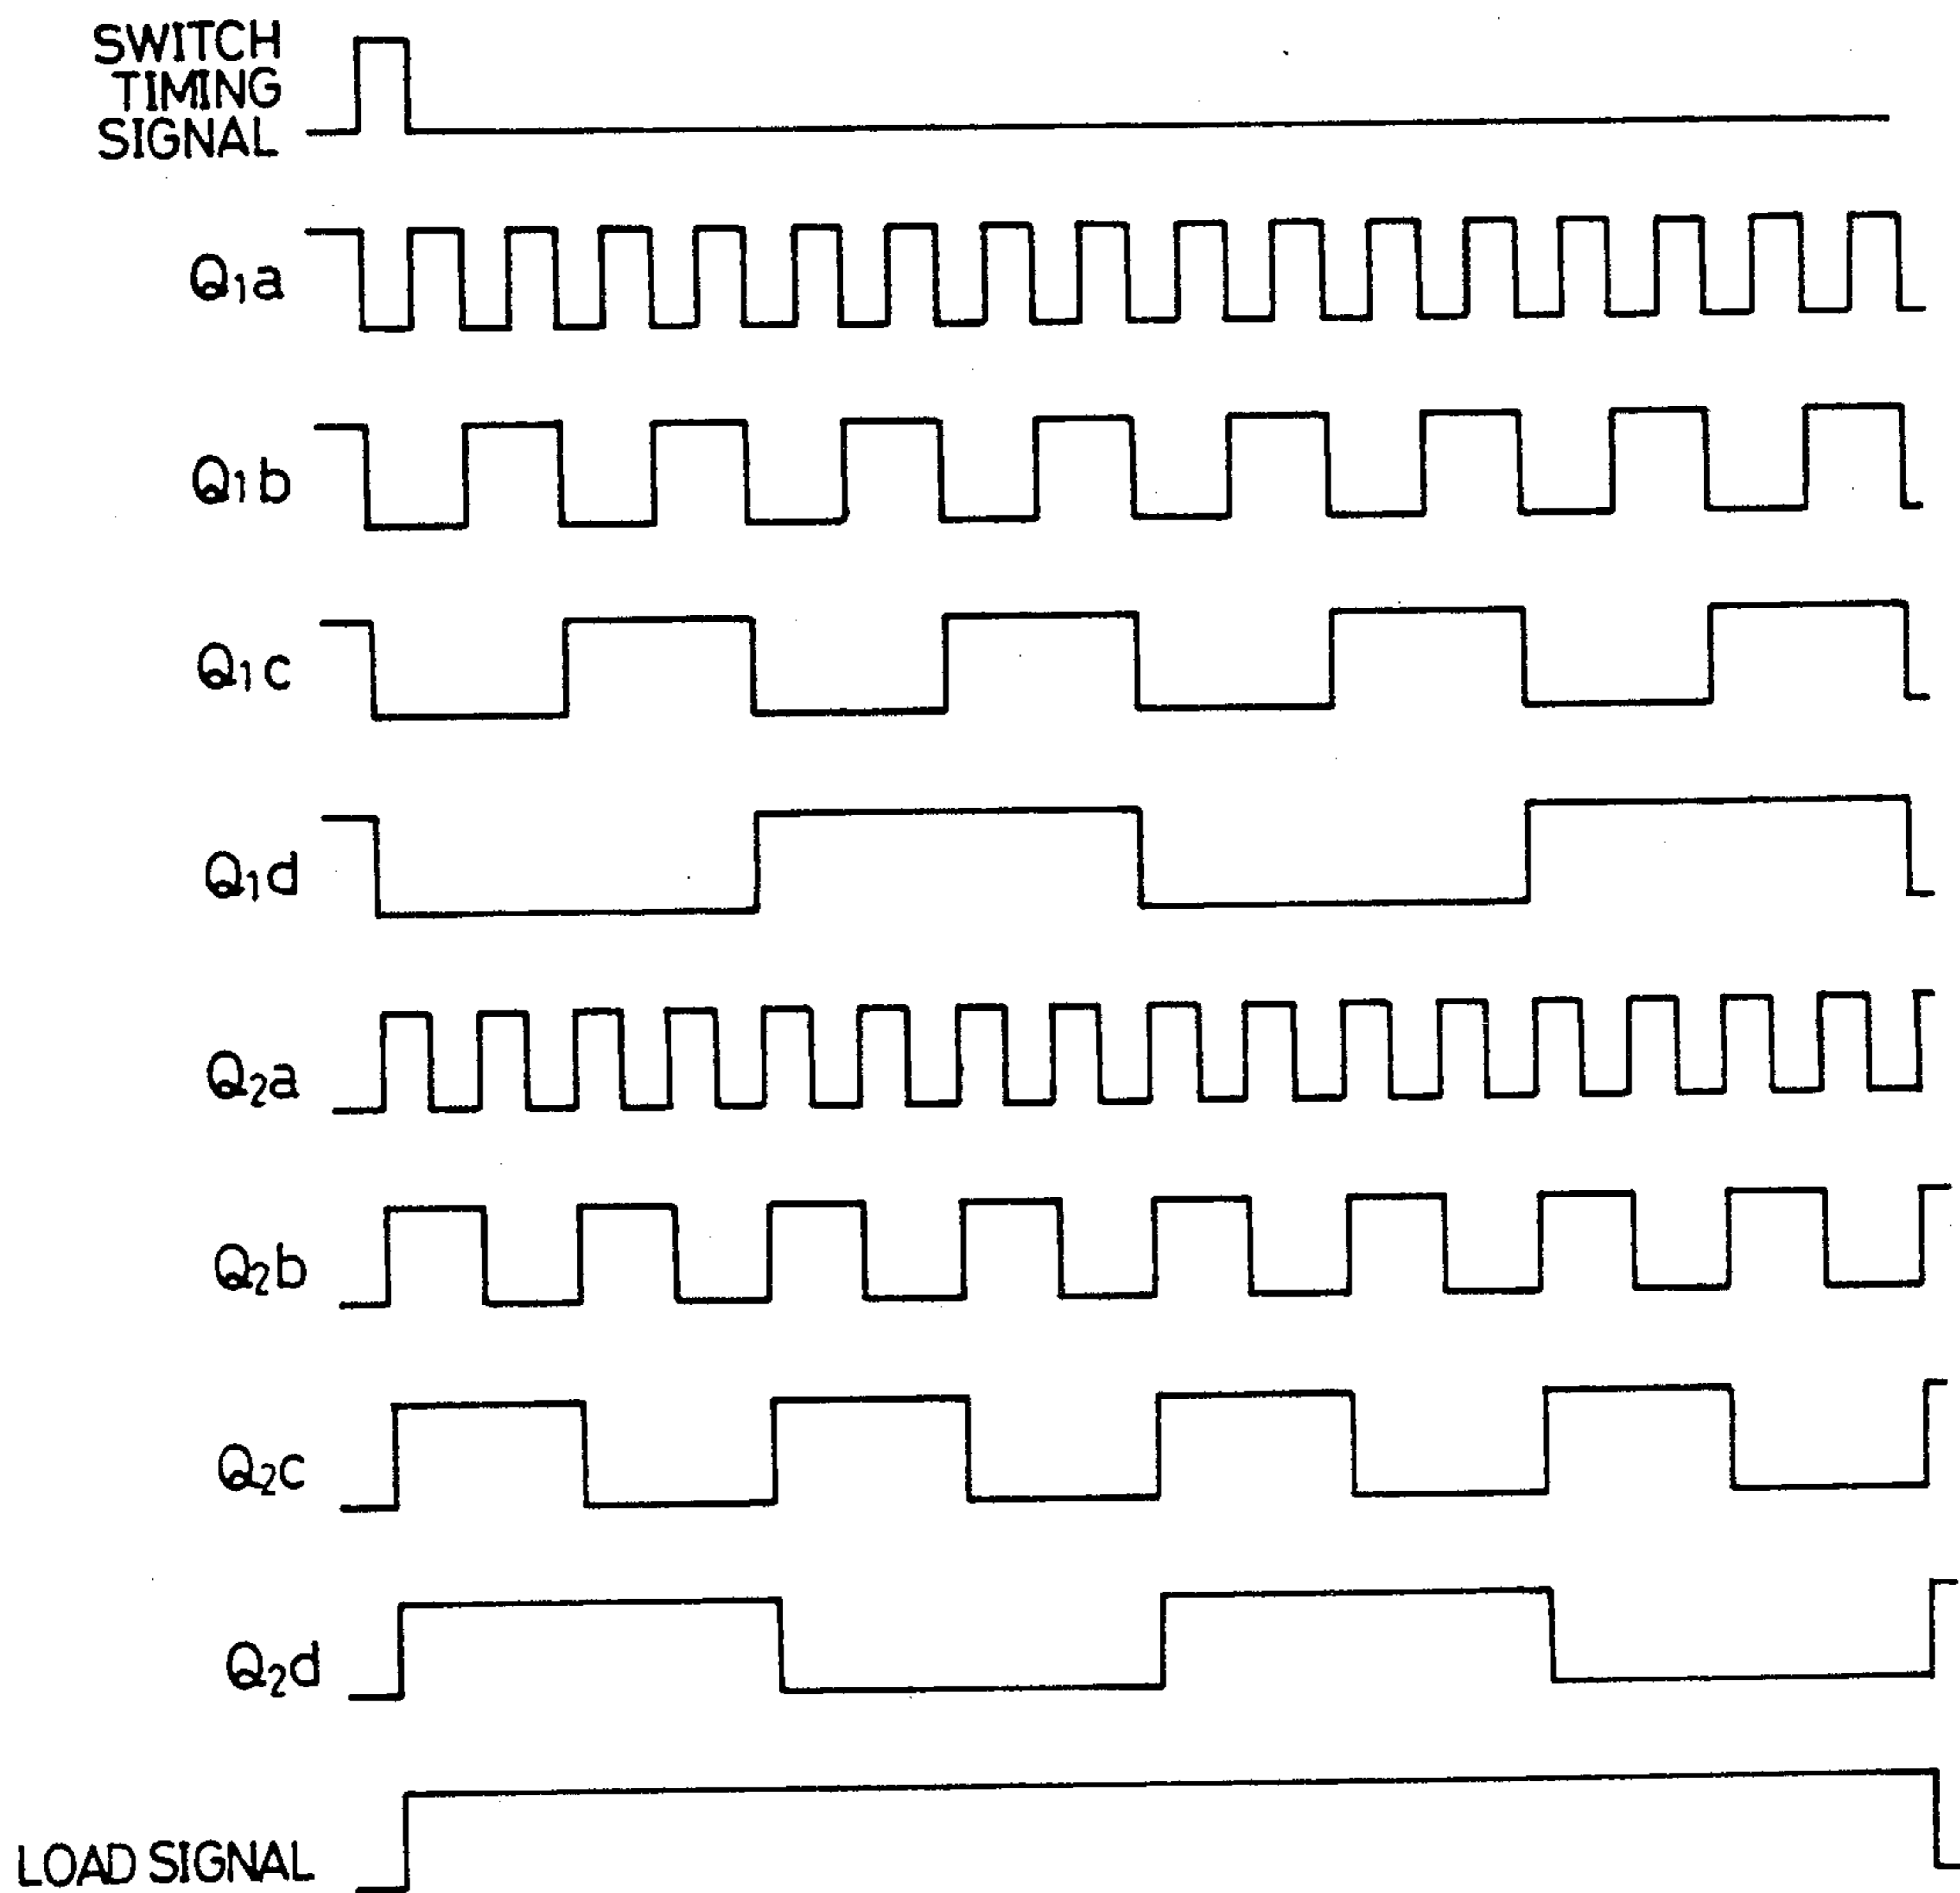 SWITCH
TIMING
SIGNAL
Q1a
Q1b
Q1c
Q1d
Q2a
Q2b
Q2c
Q2d
LOAD SIGNAL